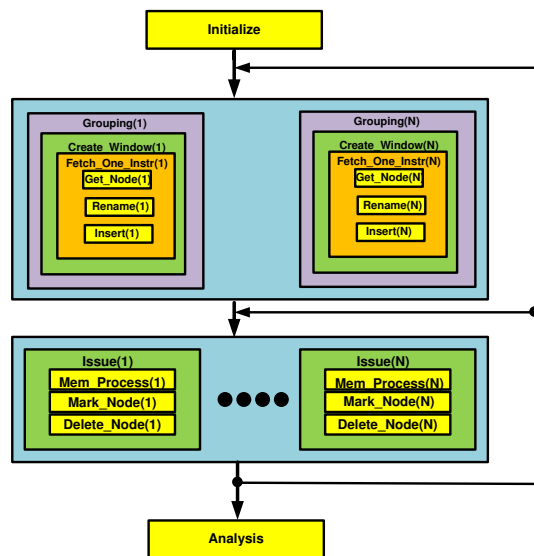 Initialize
Grouping(1)
Create_Window(1)
Fetch_One_Instr(1)
Get_Node(1)
Rename(1)
Insert(1)
Grouping(N)
Create_Window(N)
Fetch_One_Instr(N)
Get_Node(N)
Rename(N)
Insert(N)
Issue(1)
Mem_Process(1)
Mark_Node(1)
Delete_Node(1)
Issue(N)
Mem_Process(N)
Mark_Node(N)
Delete_Node(N)
Analysis